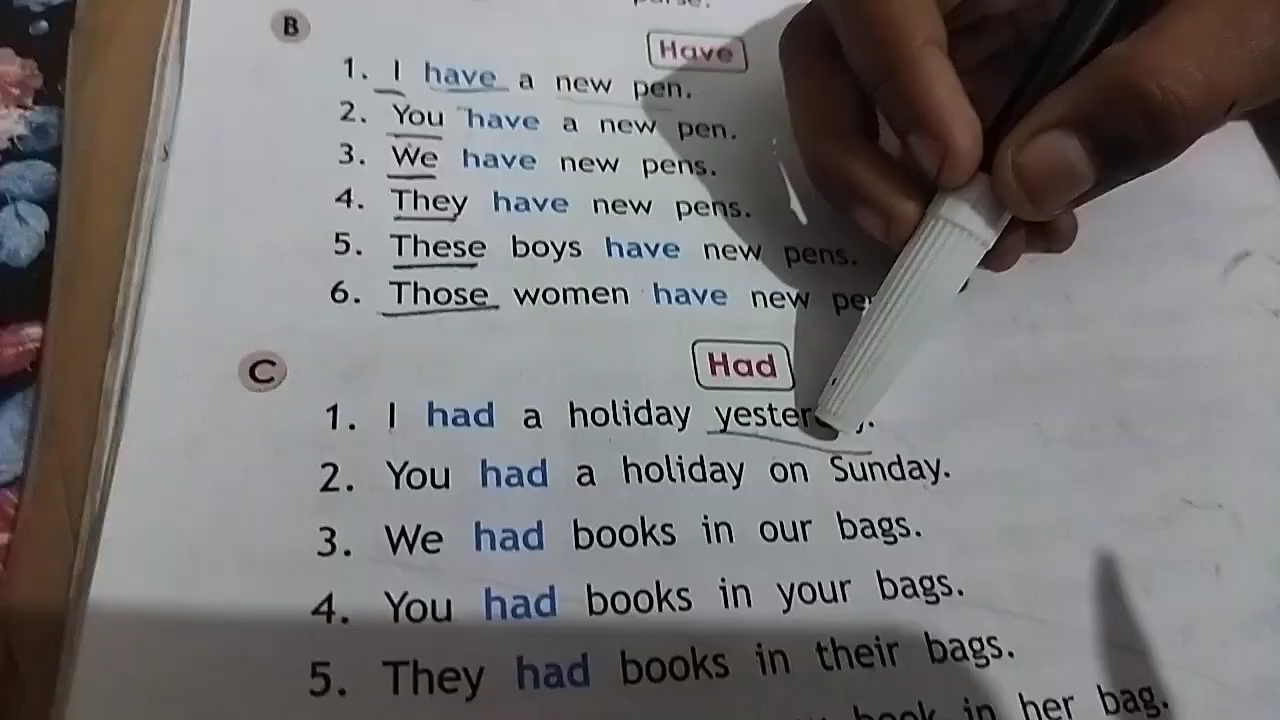 B
Have
1. I have a new pen.
2. You have a new pen.
3. We have new pens.
4. They have new pens.
5. These boys have new pens.
6. Those women have new
C
Had
1. I had a holiday
2. You had a holiday on Sunday.
3. We had books in our bags.
4. You had books in your bags.
5. They had books in their bags.
book in her bag.